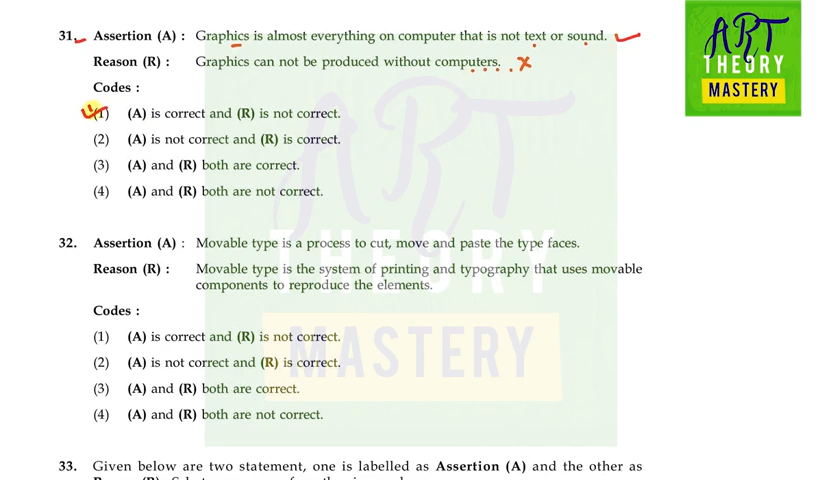 ART
THEORY
MASTERY
31. Assertion (A) : Graphics is almost everything on computer that is not text or sound.
Reason (R) : Graphics can not be produced without computers.
Codes :
(1) (A) is correct and (R) is not correct.
(2) (A) is not correct and (R) is correct.
(3) (A) and (R) both are correct.
(4) (A) and (R) both are not correct.
32. Assertion (A) : Movable type is a process to cut, move and paste the type faces.
Reason (R) : Movable type is the system of printing and typography that uses movable
components to reproduce the elements.
Codes :
(1) (A) is correct and (R) is not correct.
(2) (A) is not correct and (R) is correct.
(3) (A) and (R) both are correct.
(4) (A) and (R) both are not correct.
ART
THEORY
MASTERY
33. Given below are two statement, one is labelled as Assertion (A) and the other as